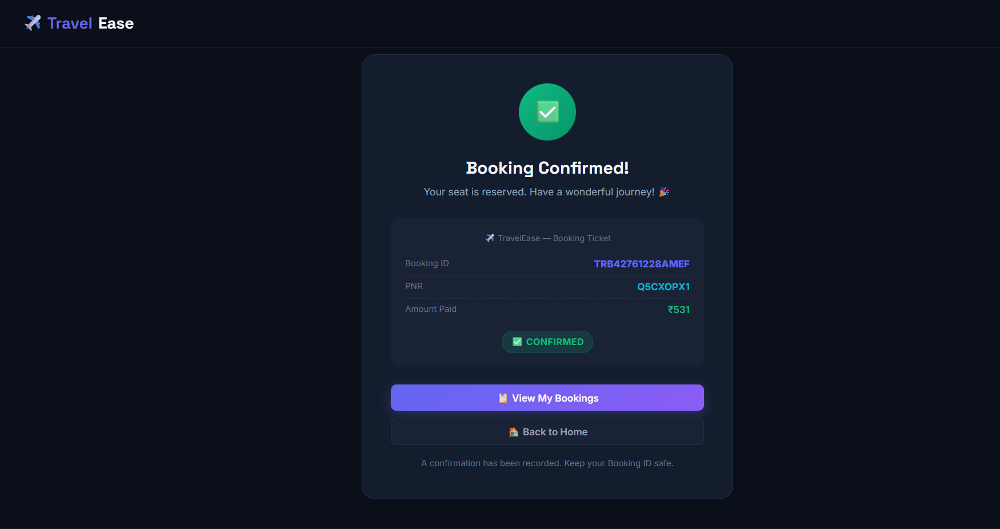 Travel Ease
Booking Confirmed!
Your seat is reserved. Have a wonderful journey! 🎉
TravelEase — Booking Ticket
Booking ID TRB42761228AMEF
PNR Q5CXOPX1
Amount Paid ₹531
✅ CONFIRMED
📋 View My Bookings
🏠 Back to Home
A confirmation has been recorded. Keep your Booking ID safe.